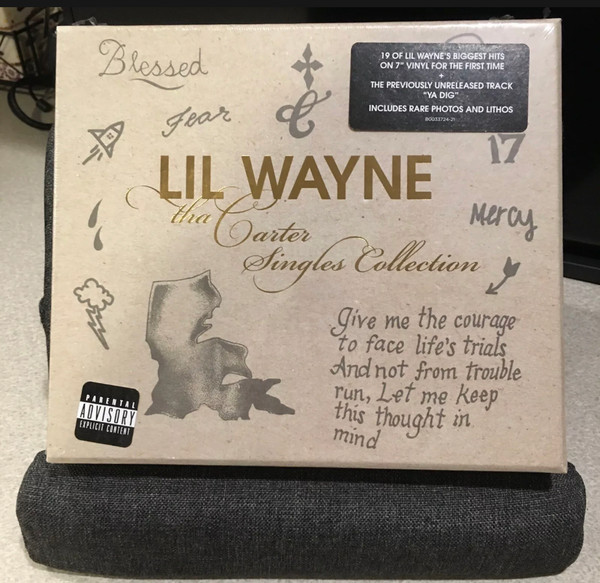 Blessed
Fear
19 OF LIL WAYNE'S BIGGEST HITS
ON 7" VINYL FOR THE FIRST TIME
+
THE PREVIOUSLY UNRELEASED TRACK
"YA DIG"
INCLUDES RARE PHOTOS AND LITHOS
B0033724-21
17
LIL WAYNE
tha Carter
Singles Collection
Mercy
Give me the courage
to face life's trials
And not from trouble
run, Let me keep
this thought in
mind
PARENTAL
ADVISORY
EXPLICIT CONTENT